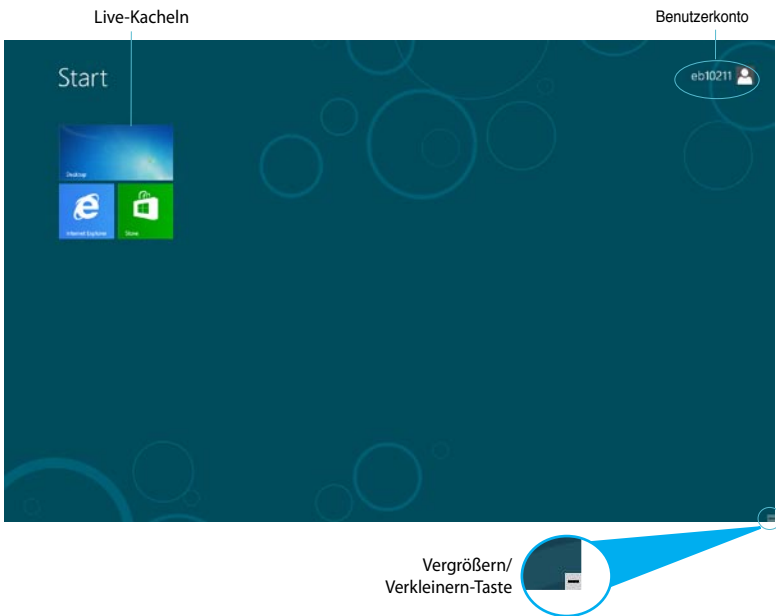 Live-Kacheln
Benutzerkonto
Start
eb10211
Desktop
Internet Explorer
Store
Vergrößern/
Verkleinern-Taste